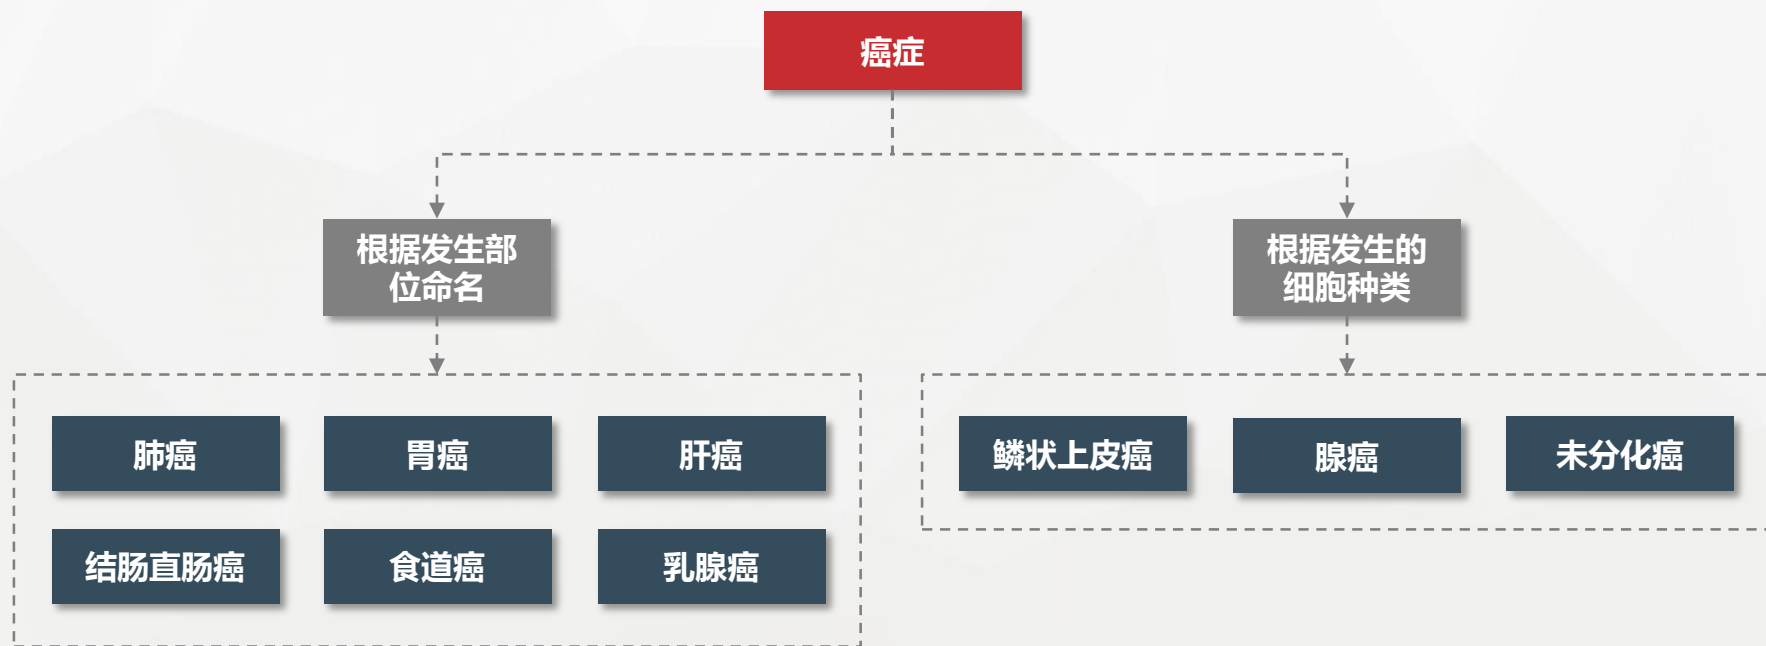 癌症
根据发生部
位命名
根据发生的
细胞种类
肺癌
胃癌
肝癌
鳞状上皮癌
腺癌
未分化癌
结肠直肠癌
食道癌
乳腺癌